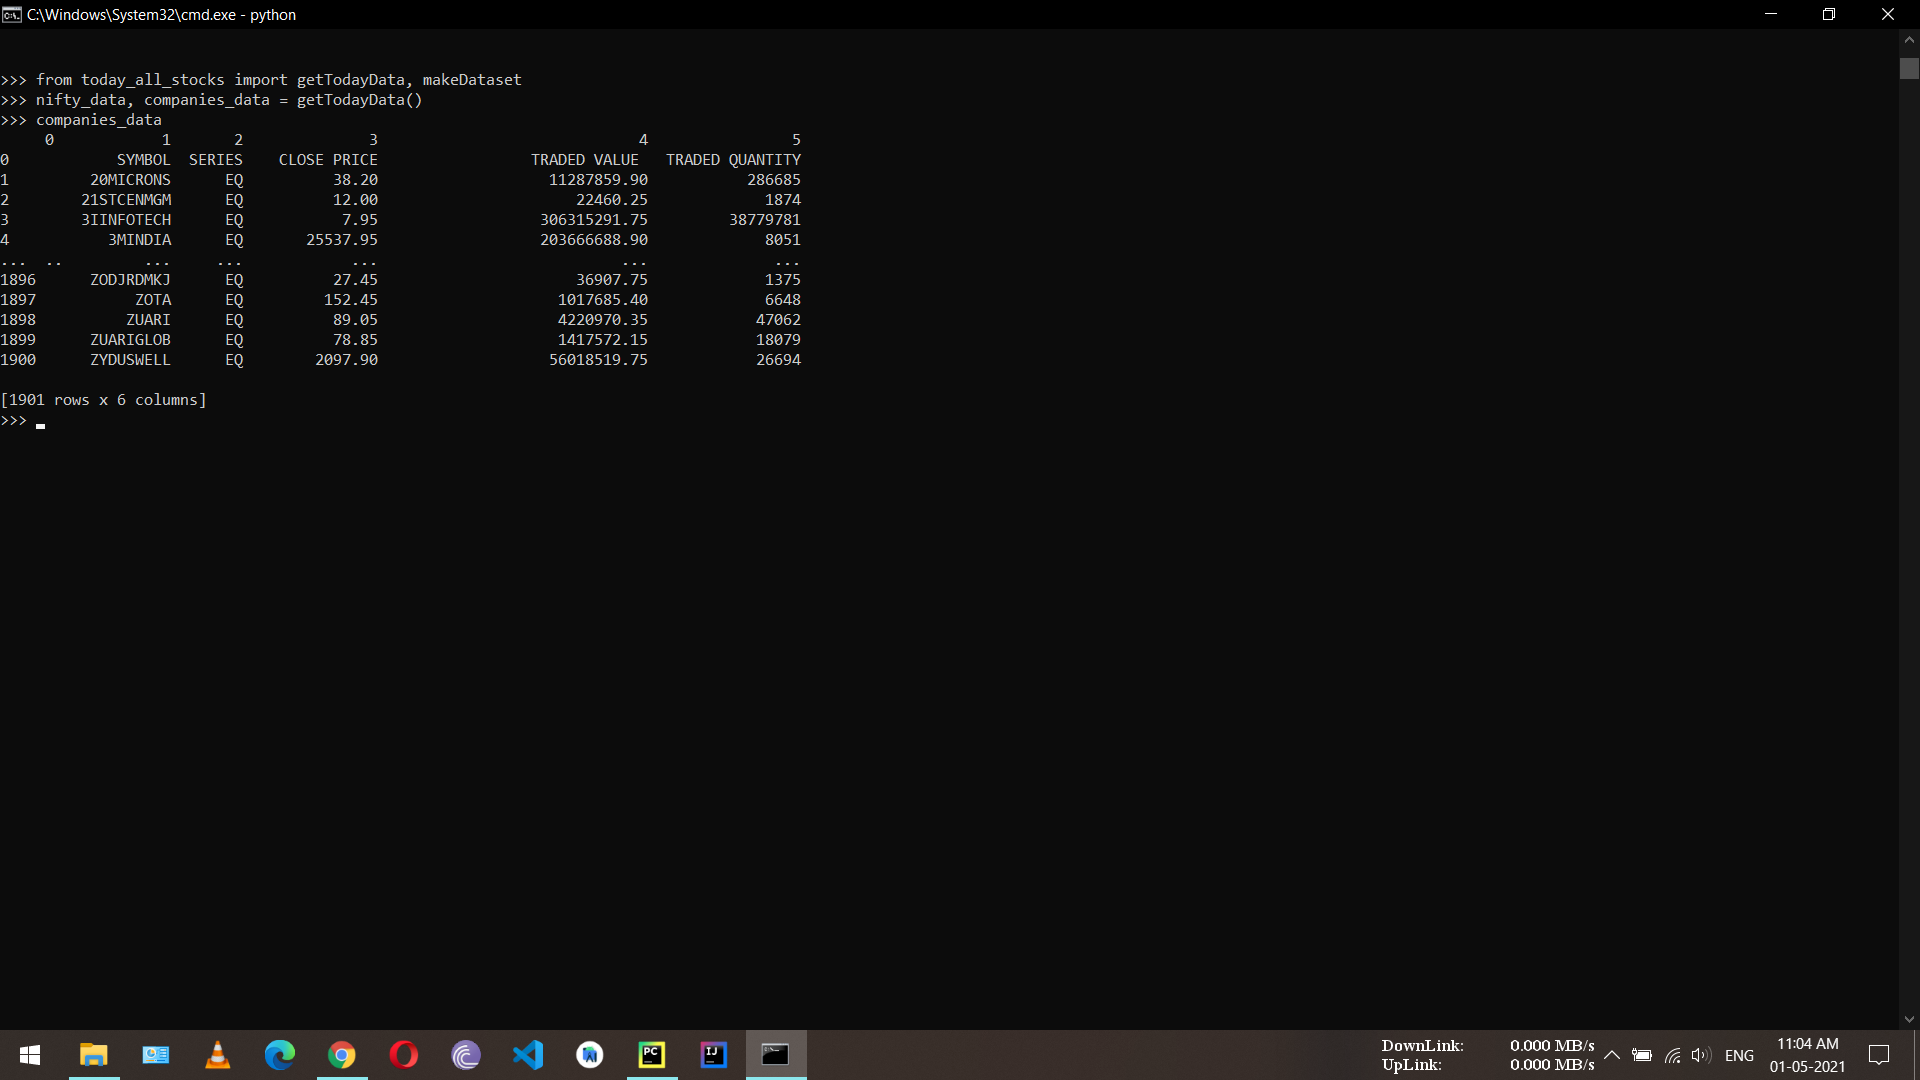 C:\Windows\System32\cmd.exe - python
>>> from today_all_stocks import getTodayData, makeDataset
>>> nifty_data, companies_data = getTodayData()
>>> companies_data
0 1 2 3 4 5
0 SYMBOL SERIES CLOSE PRICE TRADED VALUE TRADED QUANTITY
1 20MICRONS EQ 38.20 11287859.90 286685
2 21STCENMGM EQ 12.00 22460.25 1874
3 3IINFOTECH EQ 7.95 306315291.75 38779781
4 3MINDIA EQ 25537.95 203666688.90 8051
... .. ... ... ... ... ...
1896 ZODJRDMKJ EQ 27.45 36907.75 1375
1897 ZOTA EQ 152.45 1017685.40 6648
1898 ZUARI EQ 89.05 4220970.35 47062
1899 ZUARIGLOB EQ 78.85 1417572.15 18079
1900 ZYDUSWELL EQ 2097.90 56018519.75 26694
[1901 rows x 6 columns]
>>>
PC
IJ
DownLink: 0.000 MB/s
UpLink: 0.000 MB/s
ENG
11:04 AM
01-05-2021